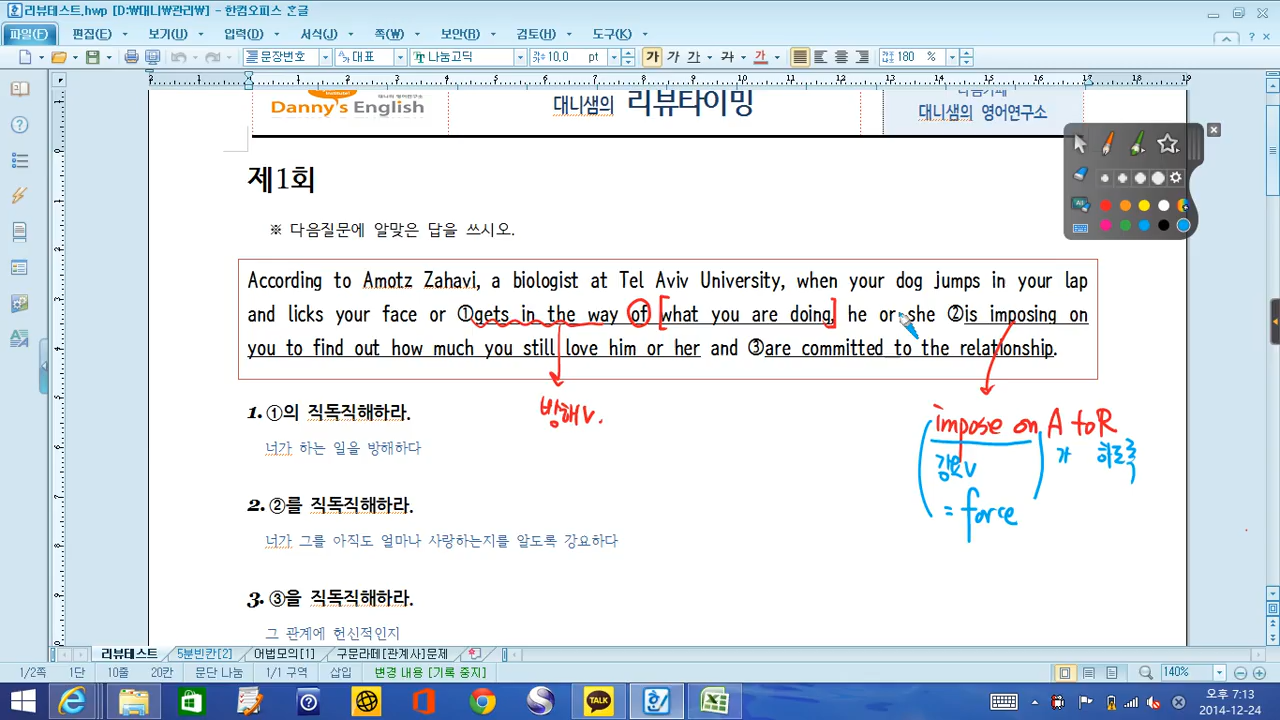 리뷰테스트.hwp [D:₩대니₩관리₩] - 한컴오피스 흔글
파일(F) 편집(E) 보기(U) 입력(D) 서식(J) 쪽(W) 보안(R) 검토(H) 도구(K)
문장번호 대표 나눔고딕 10.0 pt 가 가 가 가 가 180 %
Danny's English 대니샘의 리뷰타이밍 대니샘의 영어연구소
제1회
※ 다음질문에 알맞은 답을 쓰시오.
According to Amotz Zahavi, a biologist at Tel Aviv University, when your dog jumps in your lap
and licks your face or ①gets in the way of [what you are doing,] he or she ②is imposing on
you to find out how much you still love him or her and ③are committed to the relationship.
방해v.
impose on A to R
강요v 가 하도록
= force
1. ①의 직독직해하라.
너가 하는 일을 방해하다
2. ②를 직독직해하라.
너가 그를 아직도 얼마나 사랑하는지를 알도록 강요하다
3. ③을 직독직해하라.
그 관계에 헌신적인지
리뷰테스트 5분빈칸[2] 어법모의[1] 구문라떼[관계사]문제
1/2쪽 1단 10줄 20칸 문단 나눔 1/1 구역 삽입 변경 내용 [기록 중지] 140%
TALK
오후 7:13
2014-12-24